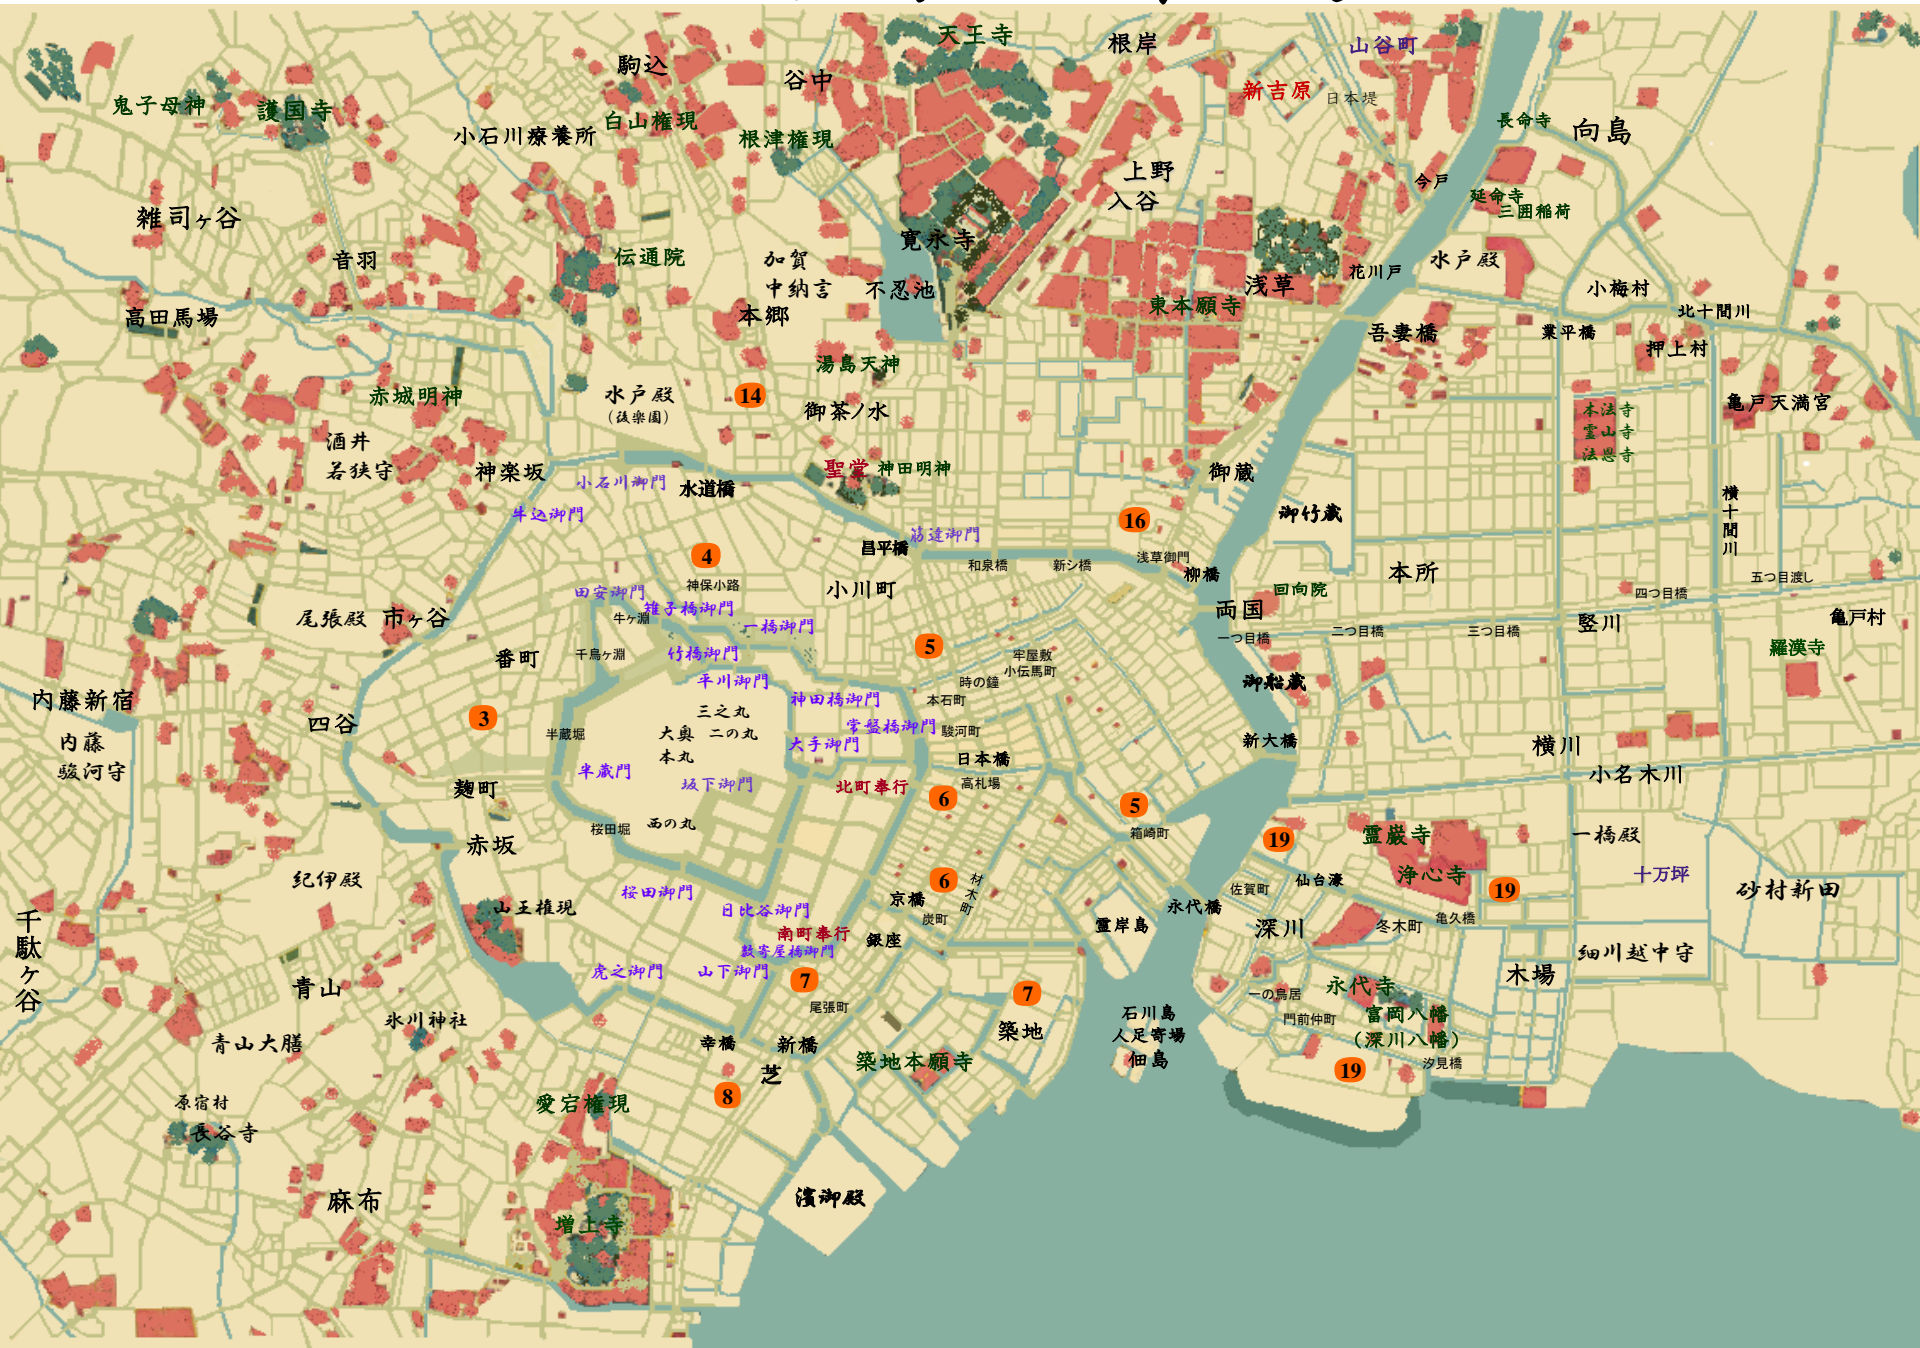 天王寺
根岸
山谷町
駒込
谷中
新吉原
日本堤
鬼子母神
護国寺
小石川療養所
白山権現
根津権現
長命寺
向島
上野
入谷
今戸
延命寺
三囲稲荷
雑司ヶ谷
音羽
伝通院
加賀
中納言
本郷
寛永寺
不忍池
浅草
東本願寺
花川戸
水戸殿
小梅村
北十間川
高田馬場
吾妻橋
業平橋
押上村
湯島天神
赤城明神
水戸殿
(後楽園)
14
御茶ノ水
本法寺
霊山寺
法恩寺
亀戸天満宮
酒井
若狭守
神楽坂
小石川御門
水道橋
聖堂
神田明神
御蔵
御竹蔵
横十間川
牛込御門
16
昌平橋
筋違御門
和泉橋
新シ橋
浅草御門
柳橋
4
神保小路
小川町
本所
回向院
五つ目渡し
四つ目橋
田安御門
雉子橋御門
牛ヶ淵
一橋御門
尾張殿
市ヶ谷
両国
一つ目橋
二つ目橋
三つ目橋
竪川
亀戸村
羅漢寺
番町
千鳥ヶ淵
竹橋御門
5
牢屋敷
小伝馬町
時の鐘
本石町
平川御門
神田橋御門
御船蔵
内藤新宿
四谷
3
半蔵堀
三之丸
大奥
二の丸
本丸
常盤橋御門
大手御門
駿河町
日本橋
新大橋
横川
内藤
駿河守
半蔵門
坂下御門
北町奉行
高札場
6
小名木川
麹町
5
箱崎町
桜田堀
西の丸
赤坂
19
霊巌寺
一橋殿
浄心寺
19
十万坪
砂村新田
紀伊殿
山王権現
桜田御門
日比谷御門
6
材木町
京橋
炭町
佐賀町
仙台濠
永代橋
霊岸島
深川
冬木町
亀久橋
千駄ヶ谷
南町奉行
数寄屋橋御門
銀座
細川越中守
木場
虎之御門
山下御門
7
尾張町
7
築地
青山
永代寺
一の鳥居
門前仲町
富岡八幡
(深川八幡)
石川島
人足寄場
佃島
汐見橋
19
青山大膳
氷川神社
幸橋
新橋
芝
8
築地本願寺
原宿村
長谷寺
愛宕権現
麻布
増上寺
濱御殿